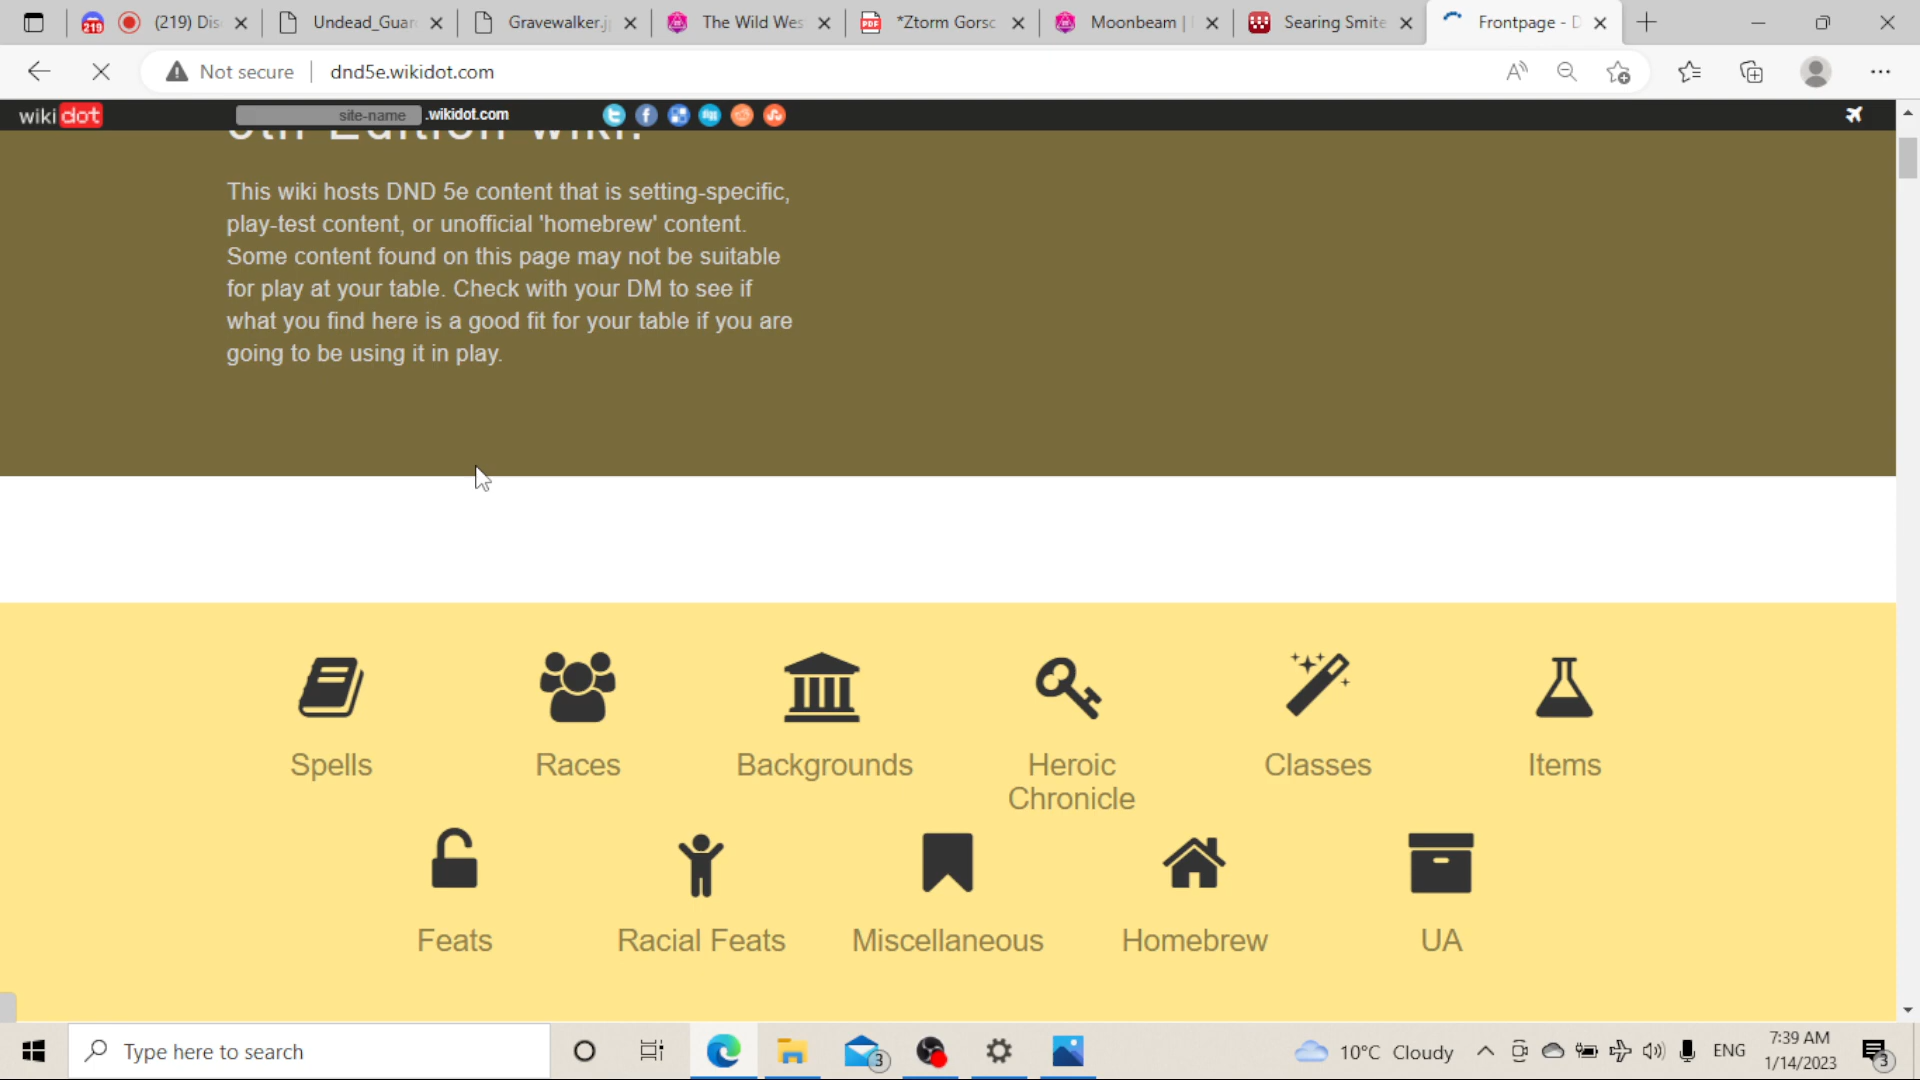 219 (219) Dis Undead_Guar Gravewalker.j The Wild Wes PDF *Ztorm Gorsc Moonbeam | Searing Smite Frontpage - D
Not secure dnd5e.wikidot.com
wikidot site-name .wikidot.com
This wiki hosts DND 5e content that is setting-specific,
play-test content, or unofficial 'homebrew' content.
Some content found on this page may not be suitable
for play at your table. Check with your DM to see if
what you find here is a good fit for your table if you are
going to be using it in play.
Spells Races Backgrounds Heroic Classes Items
Chronicle
Feats Racial Feats Miscellaneous Homebrew UA
Type here to search 3 10°C Cloudy ENG 7:39 AM 3
1/14/2023